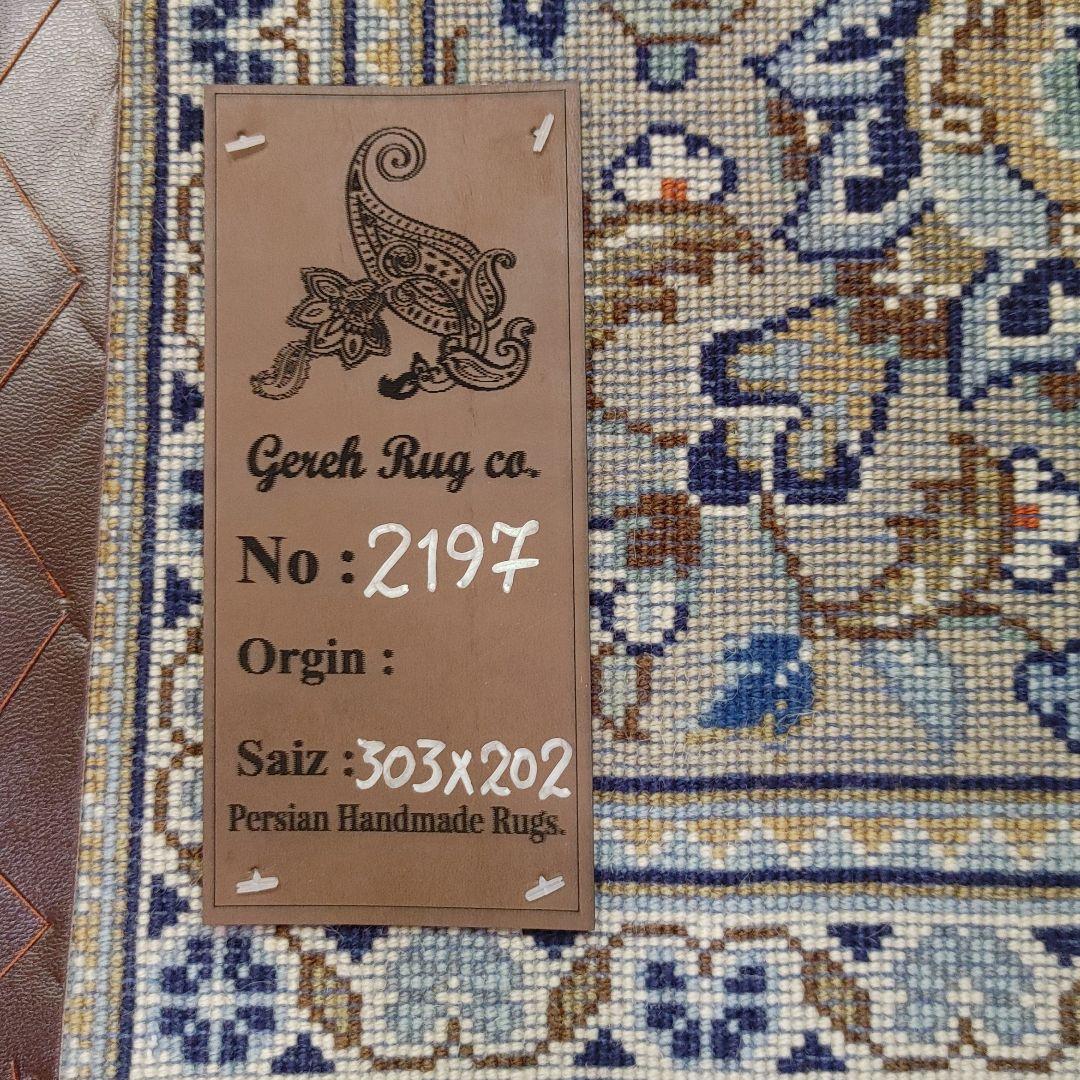 Gereh Rug co.
No : 2197
Orgin :
Saiz : 303x202
Persian Handmade Rugs.